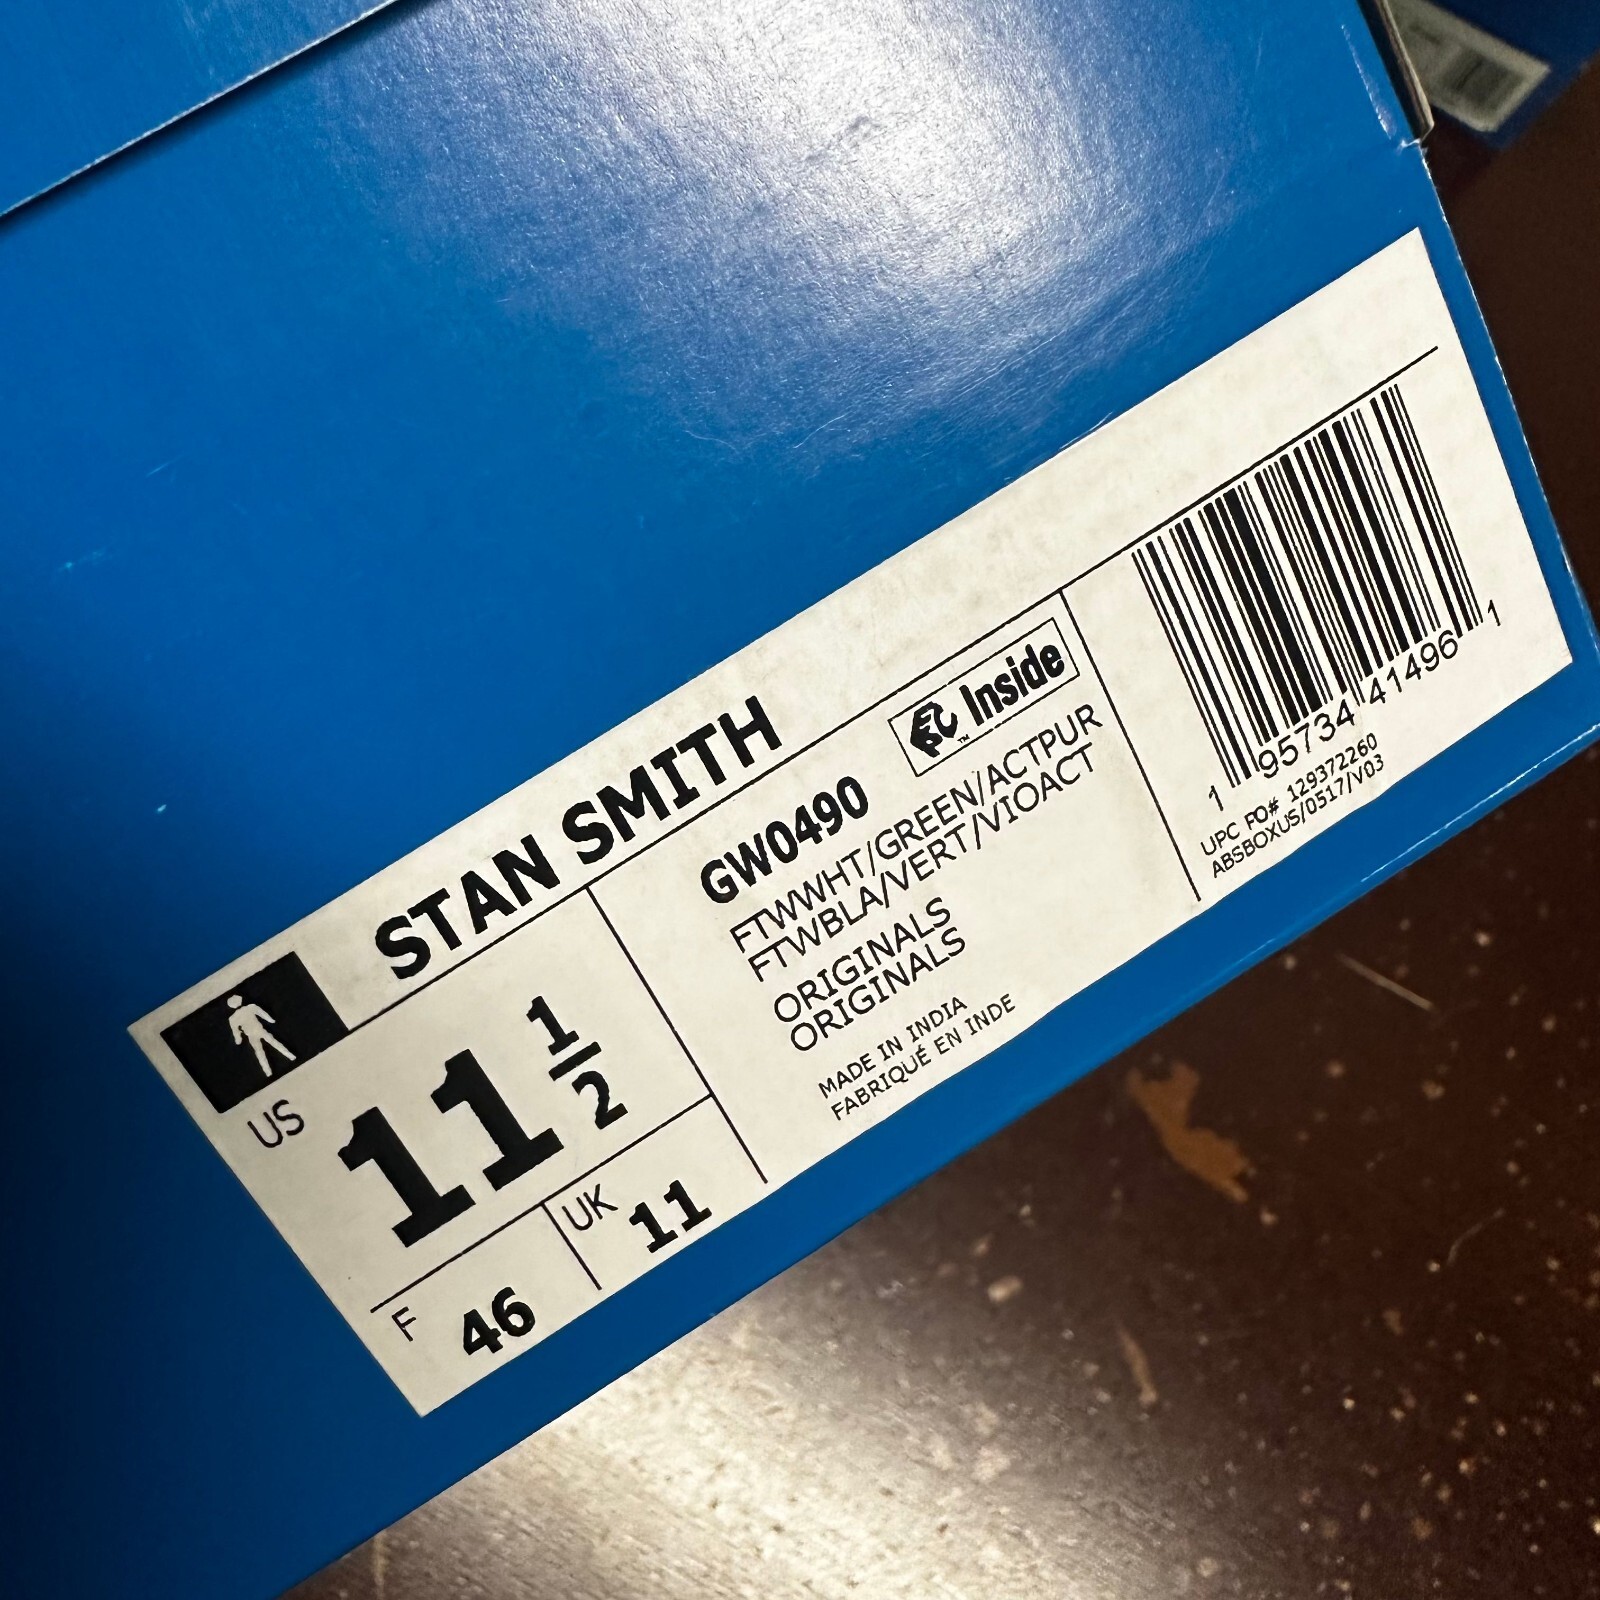 STAN SMITH
US
11 1/2
F 46
UK 11
GW0490
Inside
™
FTWWHT/GREEN/ACTPUR
FTWBLA/VERT/VIOACT
ORIGINALS
ORIGINALS
MADE IN INDIA
FABRIQUÉ EN INDE
1 95734 41496 1
UPC PO# 129372260
ABSBOXUS/0517/V03